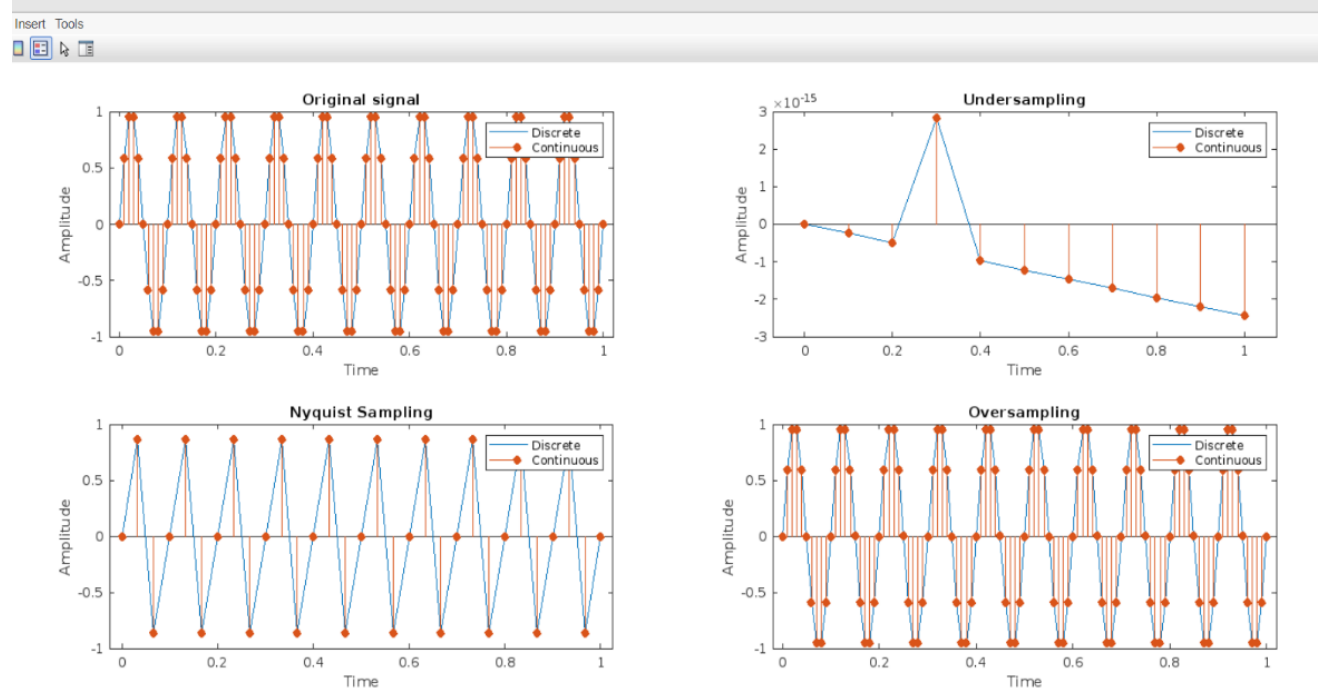 Insert Tools
Original signal
1
0.5
0
-0.5
-1
Amplitude
Discrete
Continuous
0 0.2 0.4 0.6 0.8 1
Time
Undersampling
×10-15
3
2
1
0
-1
-2
-3
Amplitude
Discrete
Continuous
0 0.2 0.4 0.6 0.8 1
Time
Nyquist Sampling
1
0.5
0
-0.5
-1
Amplitude
Discrete
Continuous
0 0.2 0.4 0.6 0.8 1
Time
Oversampling
1
0.5
0
-0.5
-1
Amplitude
Discrete
Continuous
0 0.2 0.4 0.6 0.8 1
Time